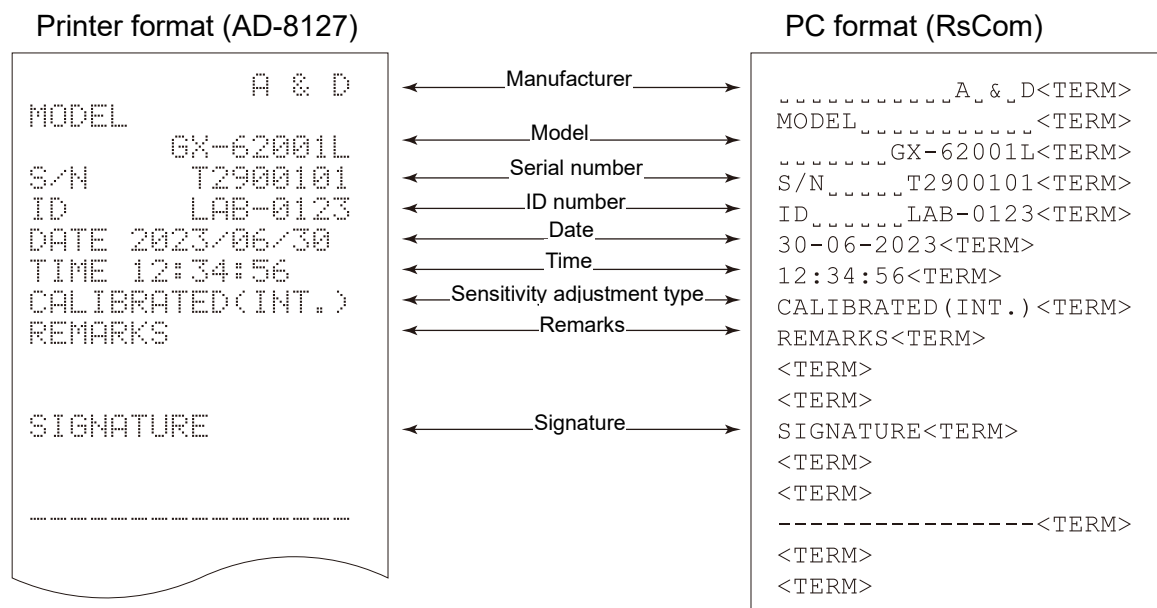 Printer format (AD-8127)
A & D
MODEL
GX-62001L
S/N T2900101
ID LAB-0123
DATE 2023/06/30
TIME 12:34:56
CALIBRATED(INT.)
REMARKS
SIGNATURE
----------------
Manufacturer
Model
Serial number
ID number
Date
Time
Sensitivity adjustment type
Remarks
Signature
PC format (RsCom)
␣␣␣␣␣␣␣␣␣␣␣A␣&␣D<TERM>
MODEL␣␣␣␣␣␣␣␣␣␣␣<TERM>
␣␣␣␣␣␣␣GX-62001L<TERM>
S/N␣␣␣␣␣T2900101<TERM>
ID␣␣␣␣␣␣LAB-0123<TERM>
30-06-2023<TERM>
12:34:56<TERM>
CALIBRATED(INT.)<TERM>
REMARKS<TERM>
<TERM>
<TERM>
SIGNATURE<TERM>
<TERM>
<TERM>
----------------<TERM>
<TERM>
<TERM>